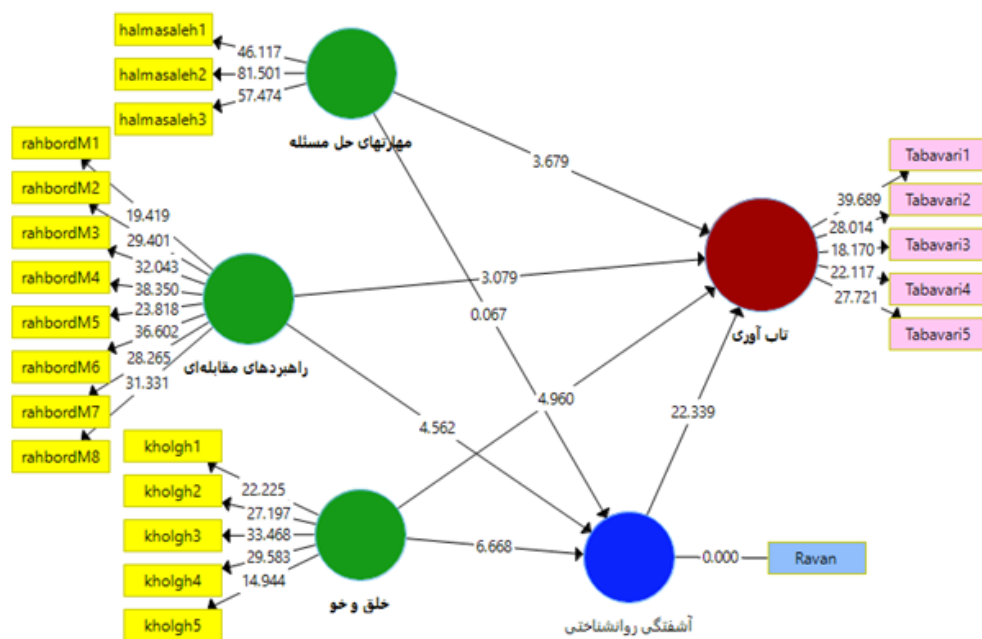 halmasaleh1
46.117
halmasaleh2
81.501
halmasaleh3
57.474
مهارتهای حل مسئله
rahbordM1
rahbordM2
rahbordM3
rahbordM4
rahbordM5
rahbordM6
rahbordM7
rahbordM8
19.419
29.401
32.043
38.350
23.818
36.602
28.265
31.331
راهبردهای مقابله‌ای
kholgh1
kholgh2
kholgh3
kholgh4
kholgh5
22.225
27.197
33.468
29.583
14.944
خلق و خو
3.679
3.079
0.067
4.960
4.562
6.668
22.339
تاب آوری
39.689
28.014
18.170
22.117
27.721
Tabavari1
Tabavari2
Tabavari3
Tabavari4
Tabavari5
0.000
Ravan
آشفتگی روانشناختی